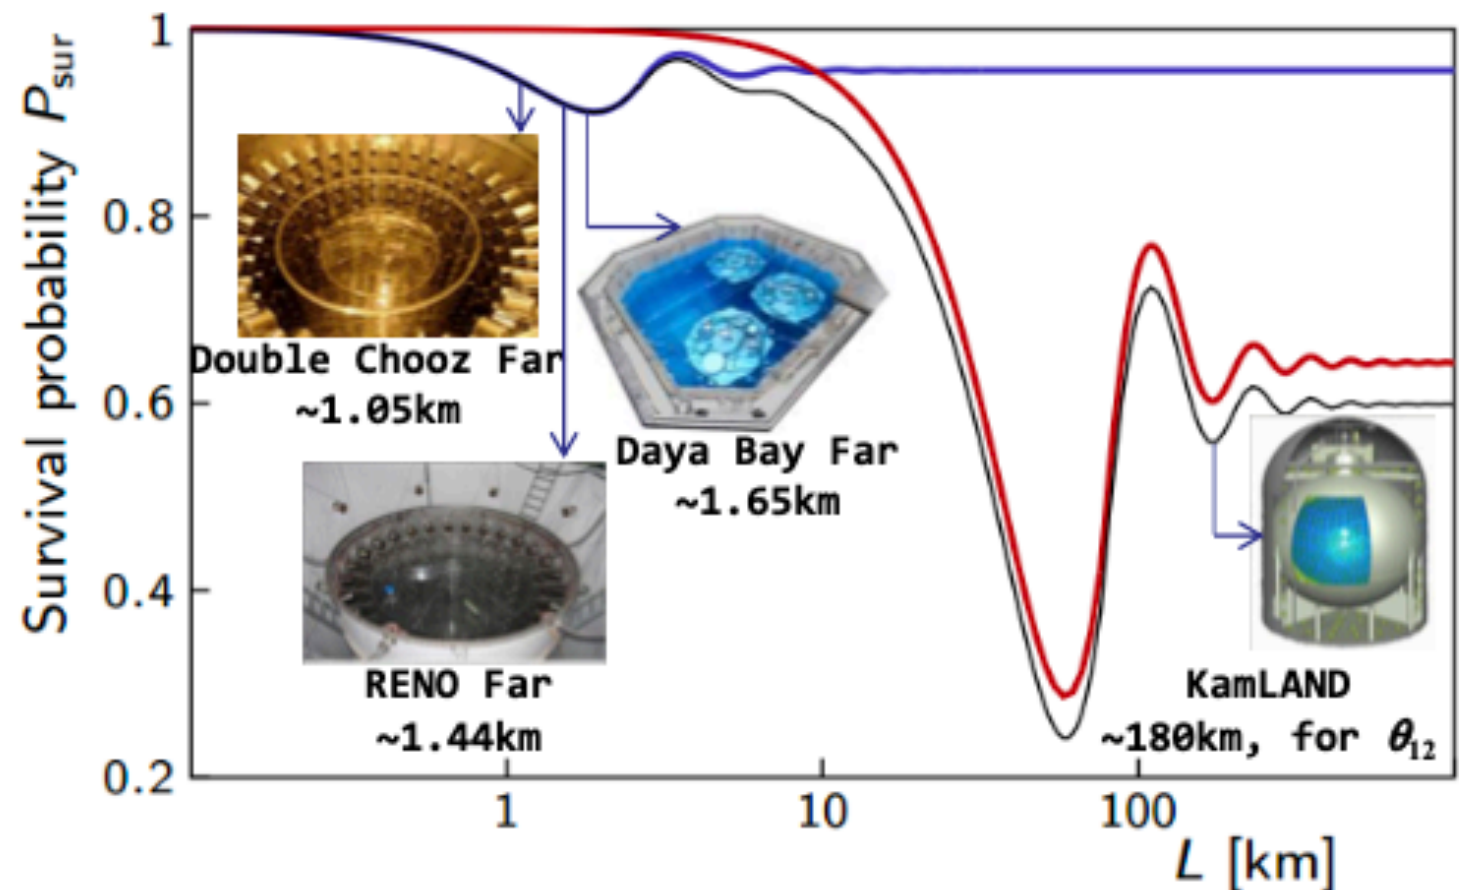 Survival probability P_sur
1
0.8
0.6
0.4
0.2
Double Chooz Far
~1.05km
Daya Bay Far
~1.65km
RENO Far
~1.44km
KamLAND
~180km, for θ₁₂
1 10 100
L [km]